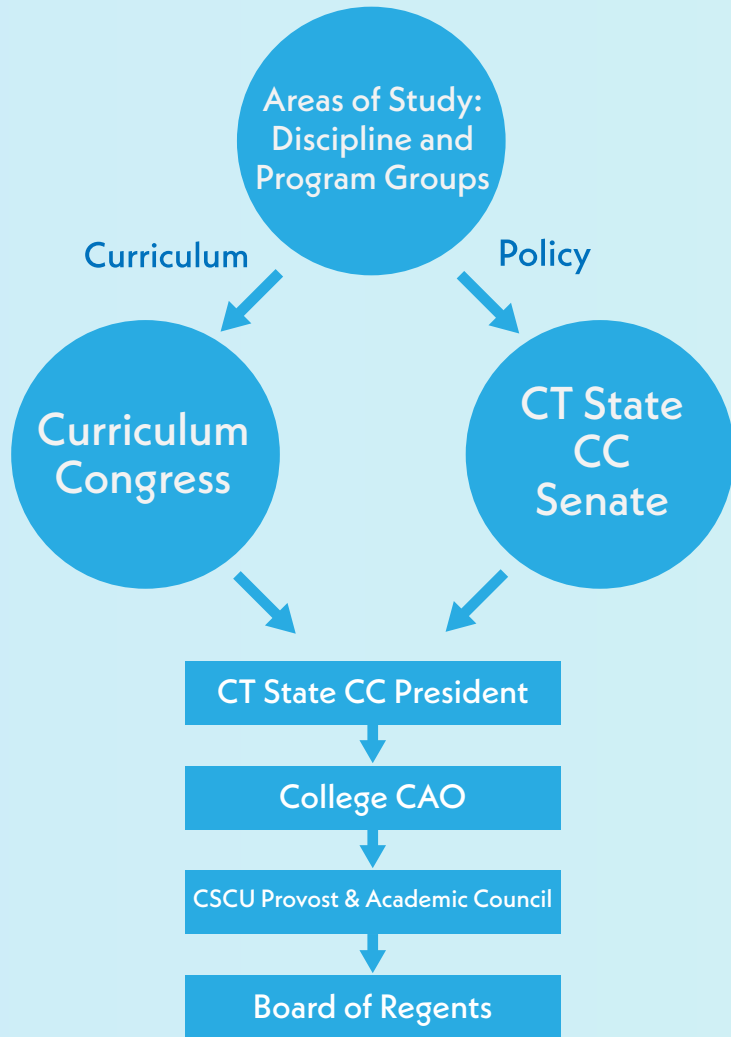 Areas of Study:
Discipline and
Program Groups
Curriculum
Policy
Curriculum
Congress
CT State
CC
Senate
CT State CC President
College CAO
CSCU Provost & Academic Council
Board of Regents